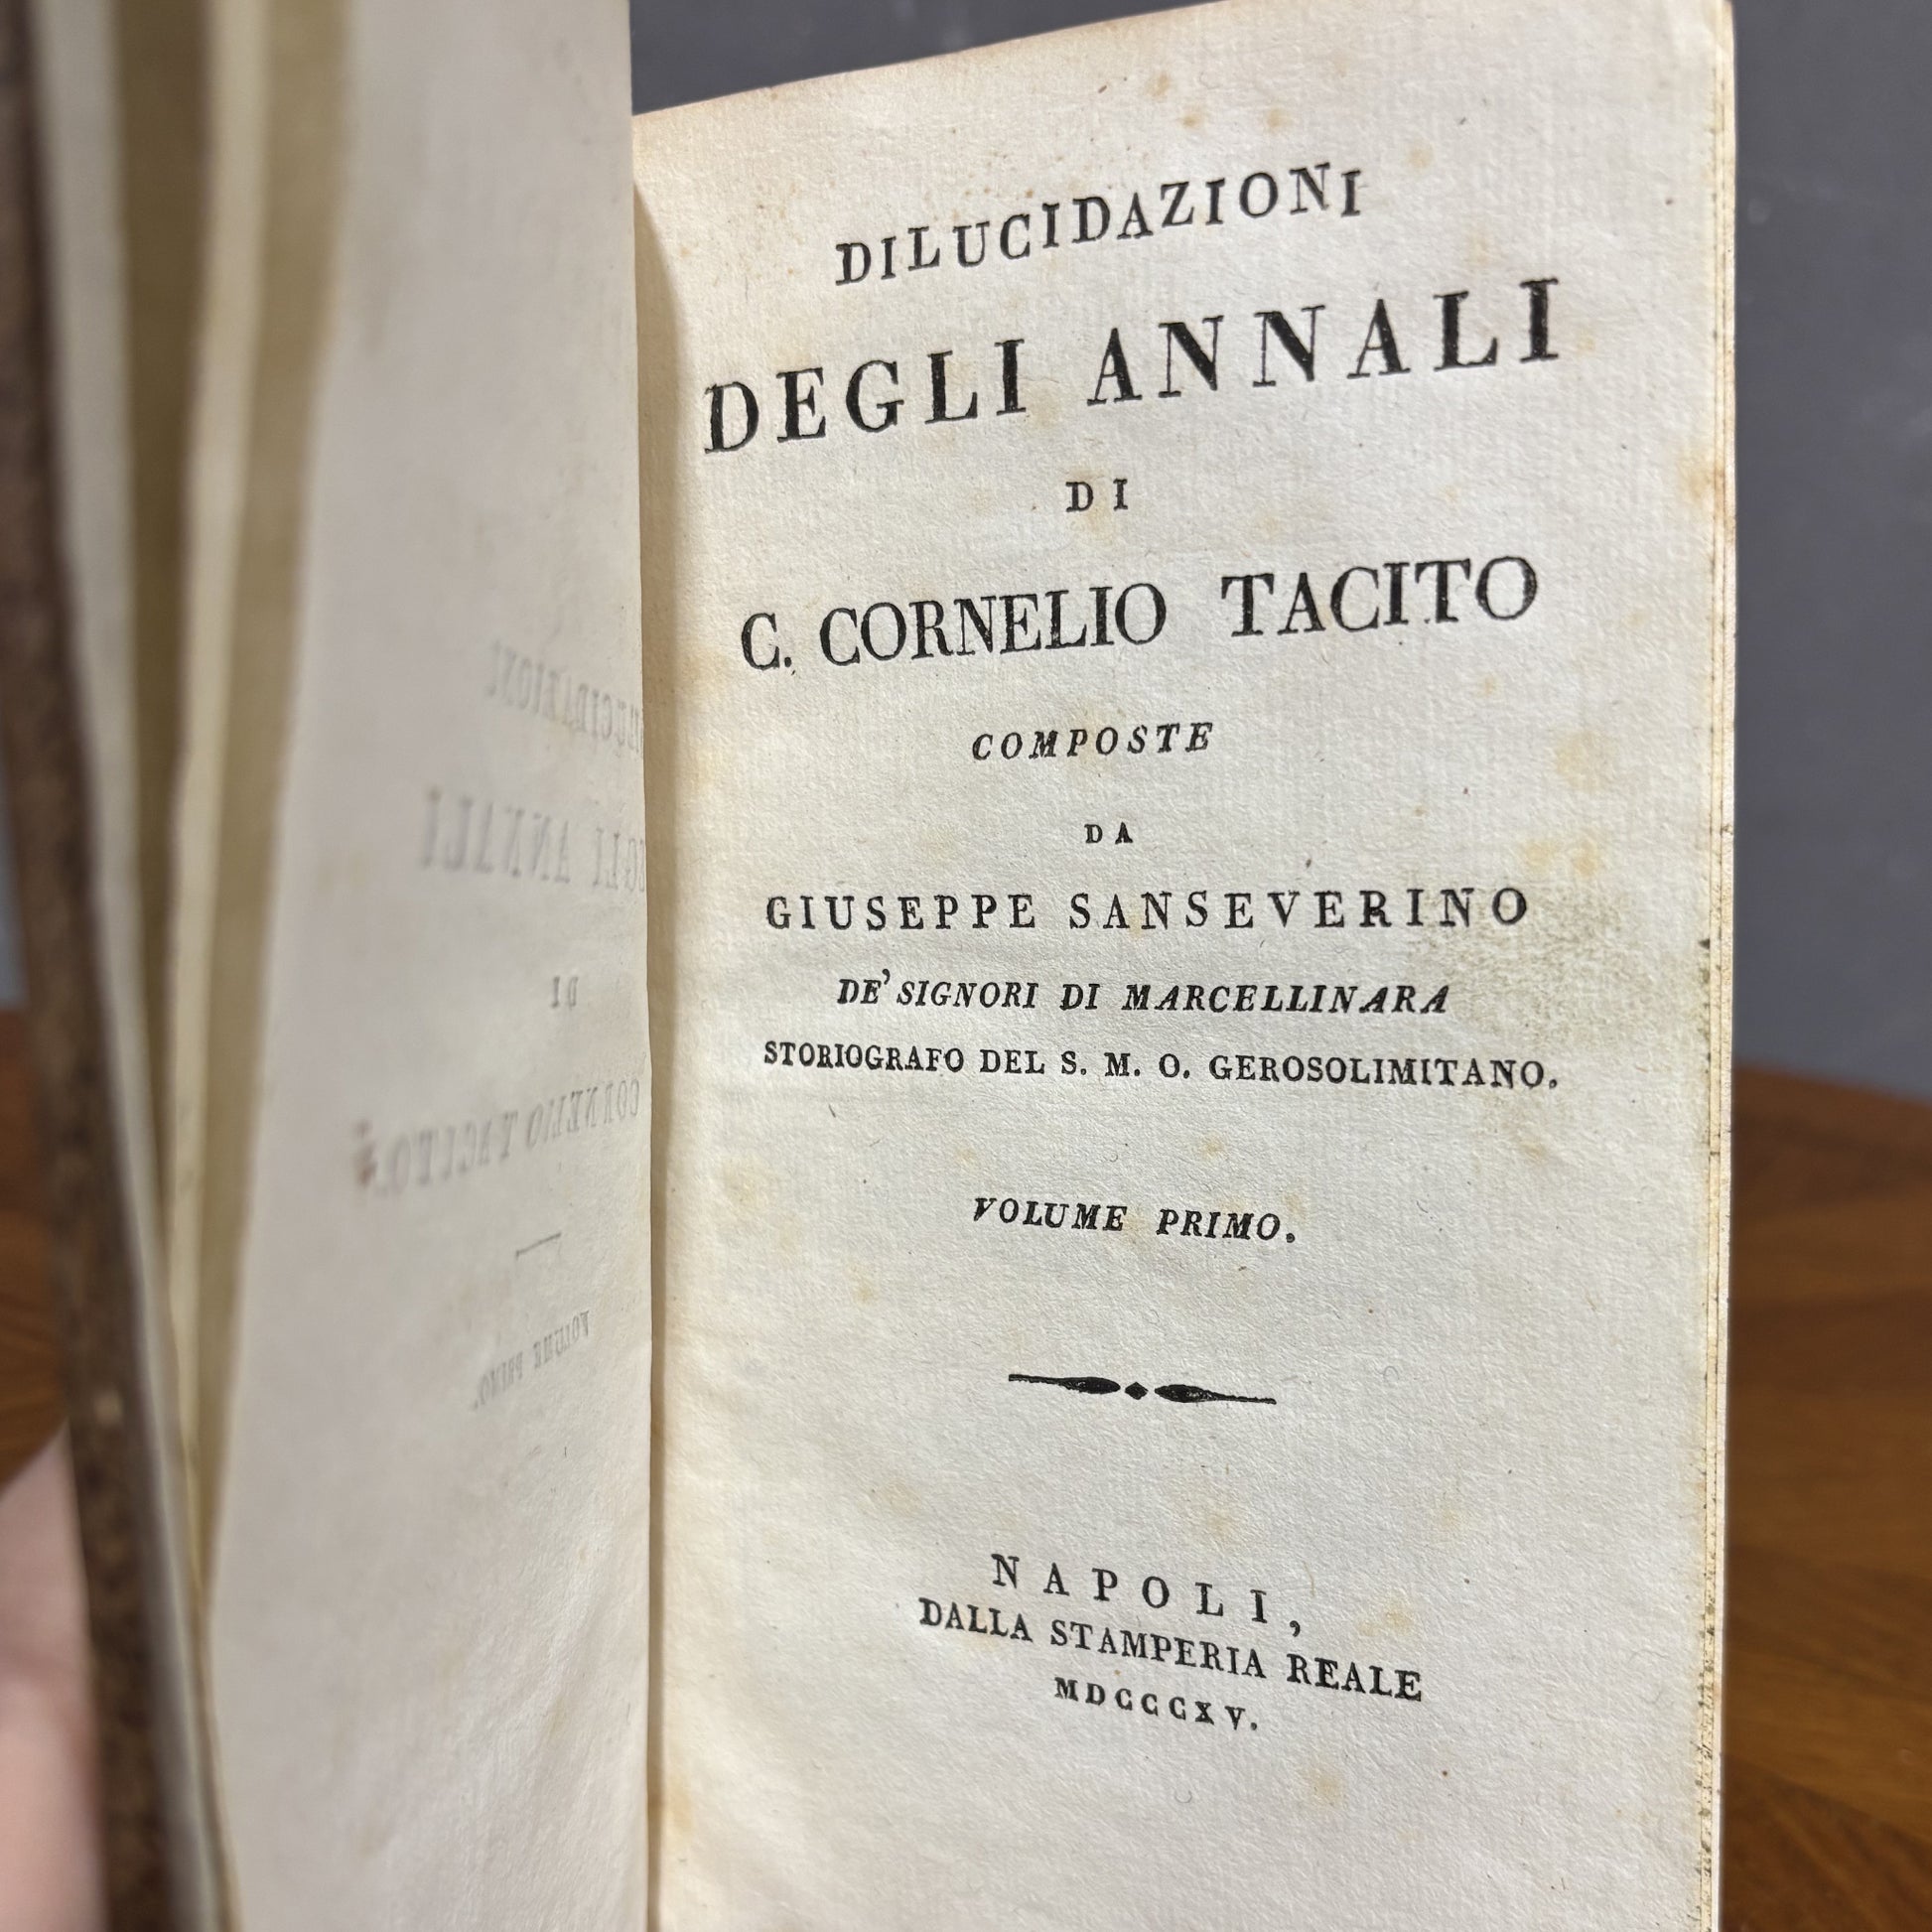 DILUCIDAZIONI
DEGLI ANNALI
DI
C. CORNELIO TACITO
COMPOSTE
DA
GIUSEPPE SANSEVERINO
DE' SIGNORI DI MARCELLINARA
STORIOGRAFO DEL S. M. O. GEROSOLIMITANO.
VOLUME PRIMO.
NAPOLI,
DALLA STAMPERIA REALE
MDCCCXV.